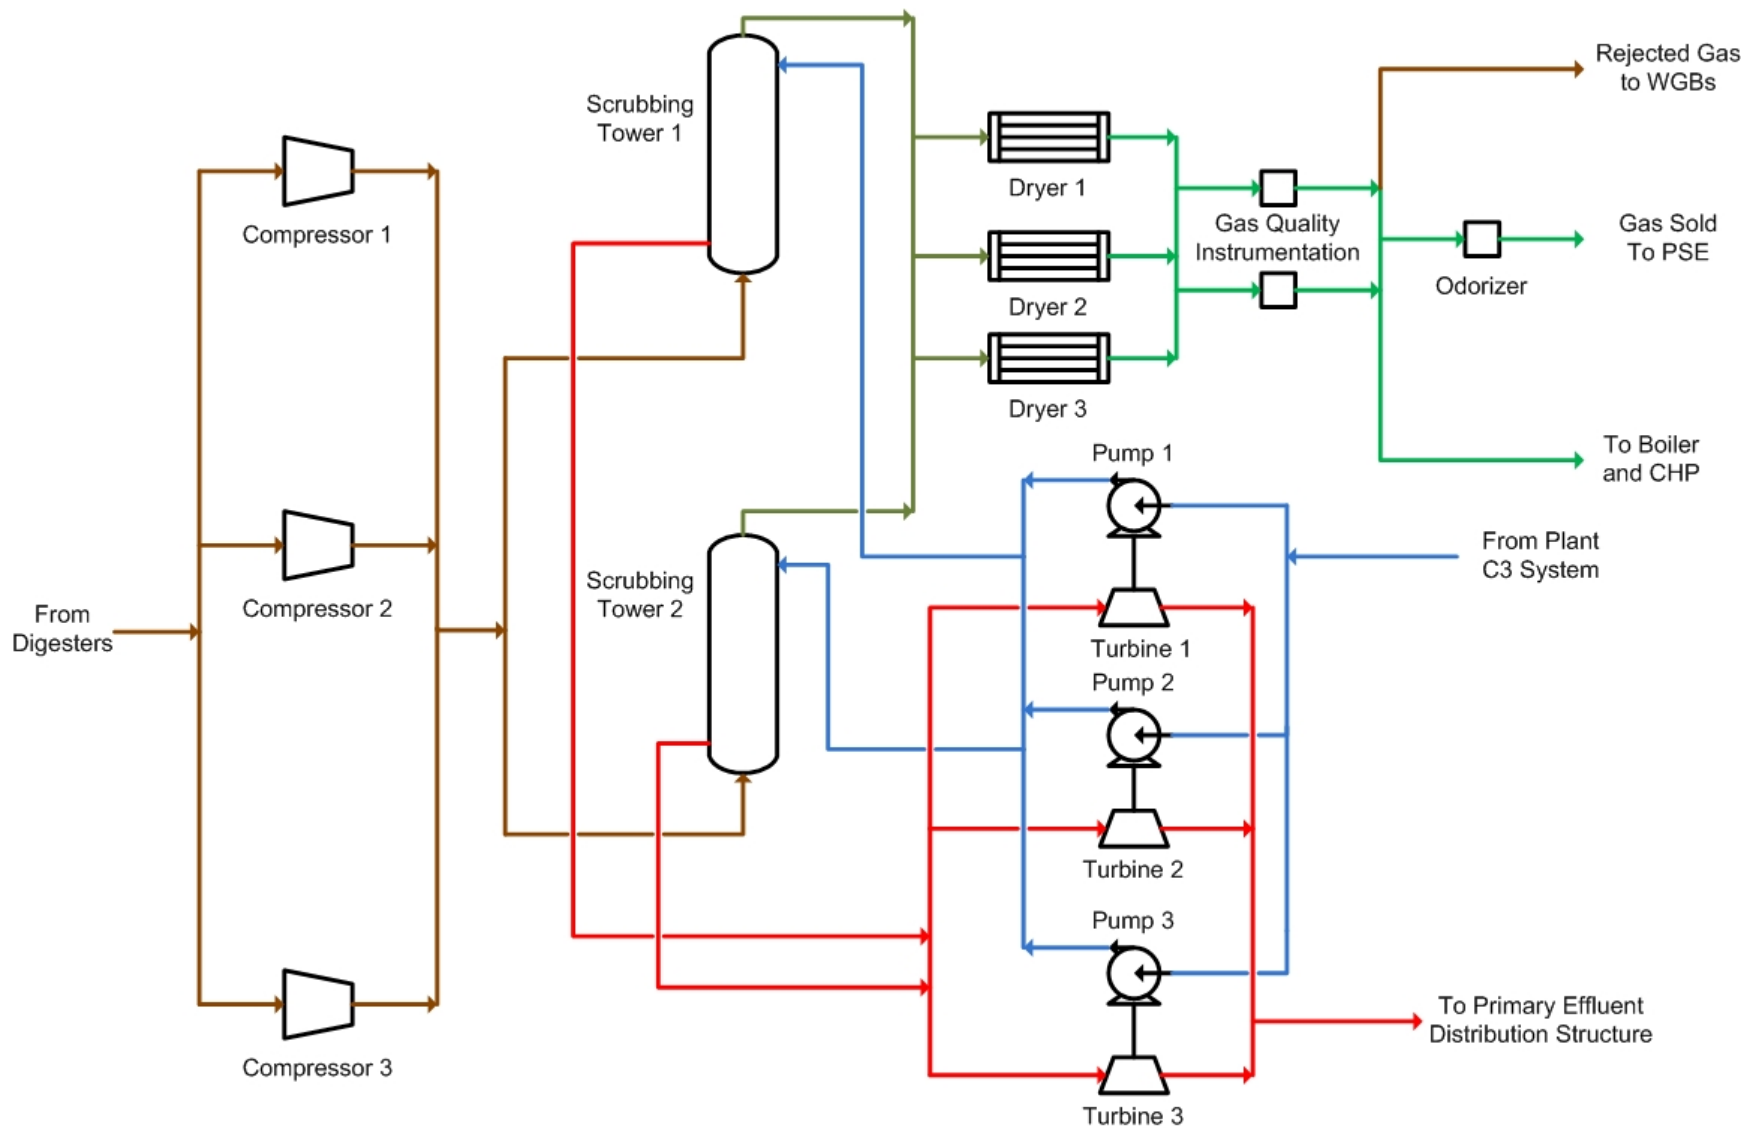 Rejected Gas
to WGBs
Scrubbing
Tower 1
Compressor 1
Dryer 1
Gas Quality
Instrumentation
Gas Sold
To PSE
Odorizer
Dryer 2
Dryer 3
To Boiler
and CHP
Pump 1
From Plant
C3 System
Scrubbing
Tower 2
Compressor 2
From
Digesters
Turbine 1
Pump 2
Turbine 2
Pump 3
To Primary Effluent
Distribution Structure
Compressor 3
Turbine 3